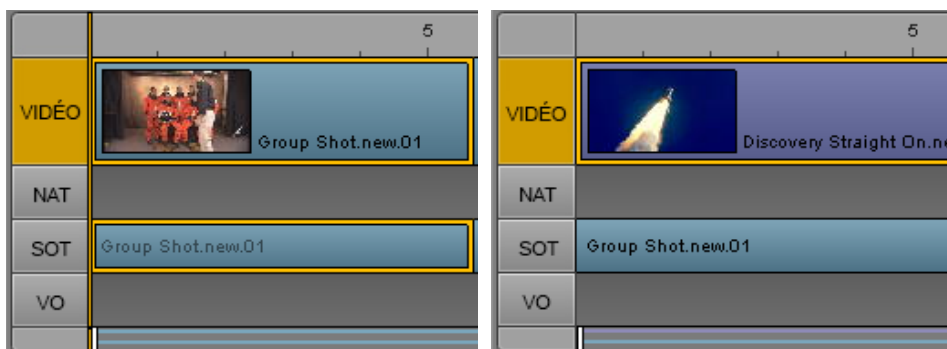 5
VIDÉO
Group Shot.new.01
NAT
SOT
Group Shot.new.01
VO
5
VIDÉO
Discovery Straight On.ne
NAT
SOT
Group Shot.new.01
VO